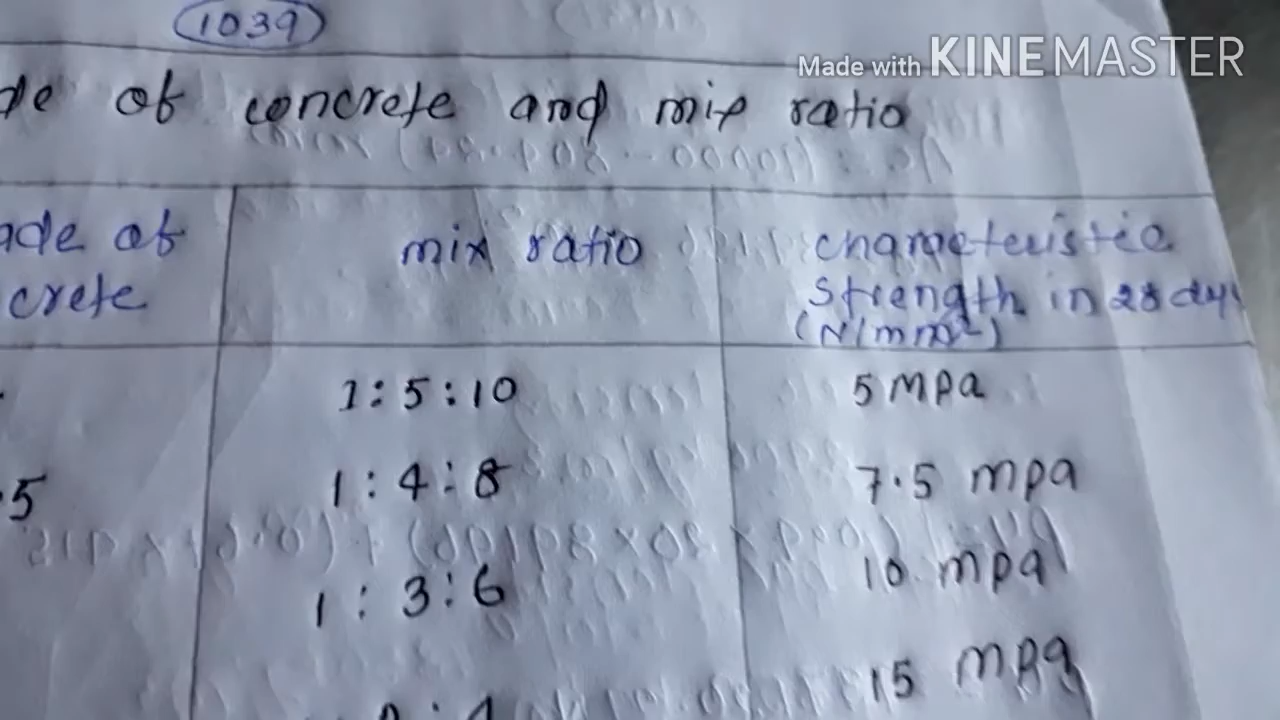 1039
Made with KINEMASTER
de of concrete and mix ratio
ade of mix ratio characteristic
crete strength in 28 days
(N/mm²)
1:5:10 5 mpa
.5 1:4:8 7.5 mpa
1:3:6 10 mpa
15 mpa